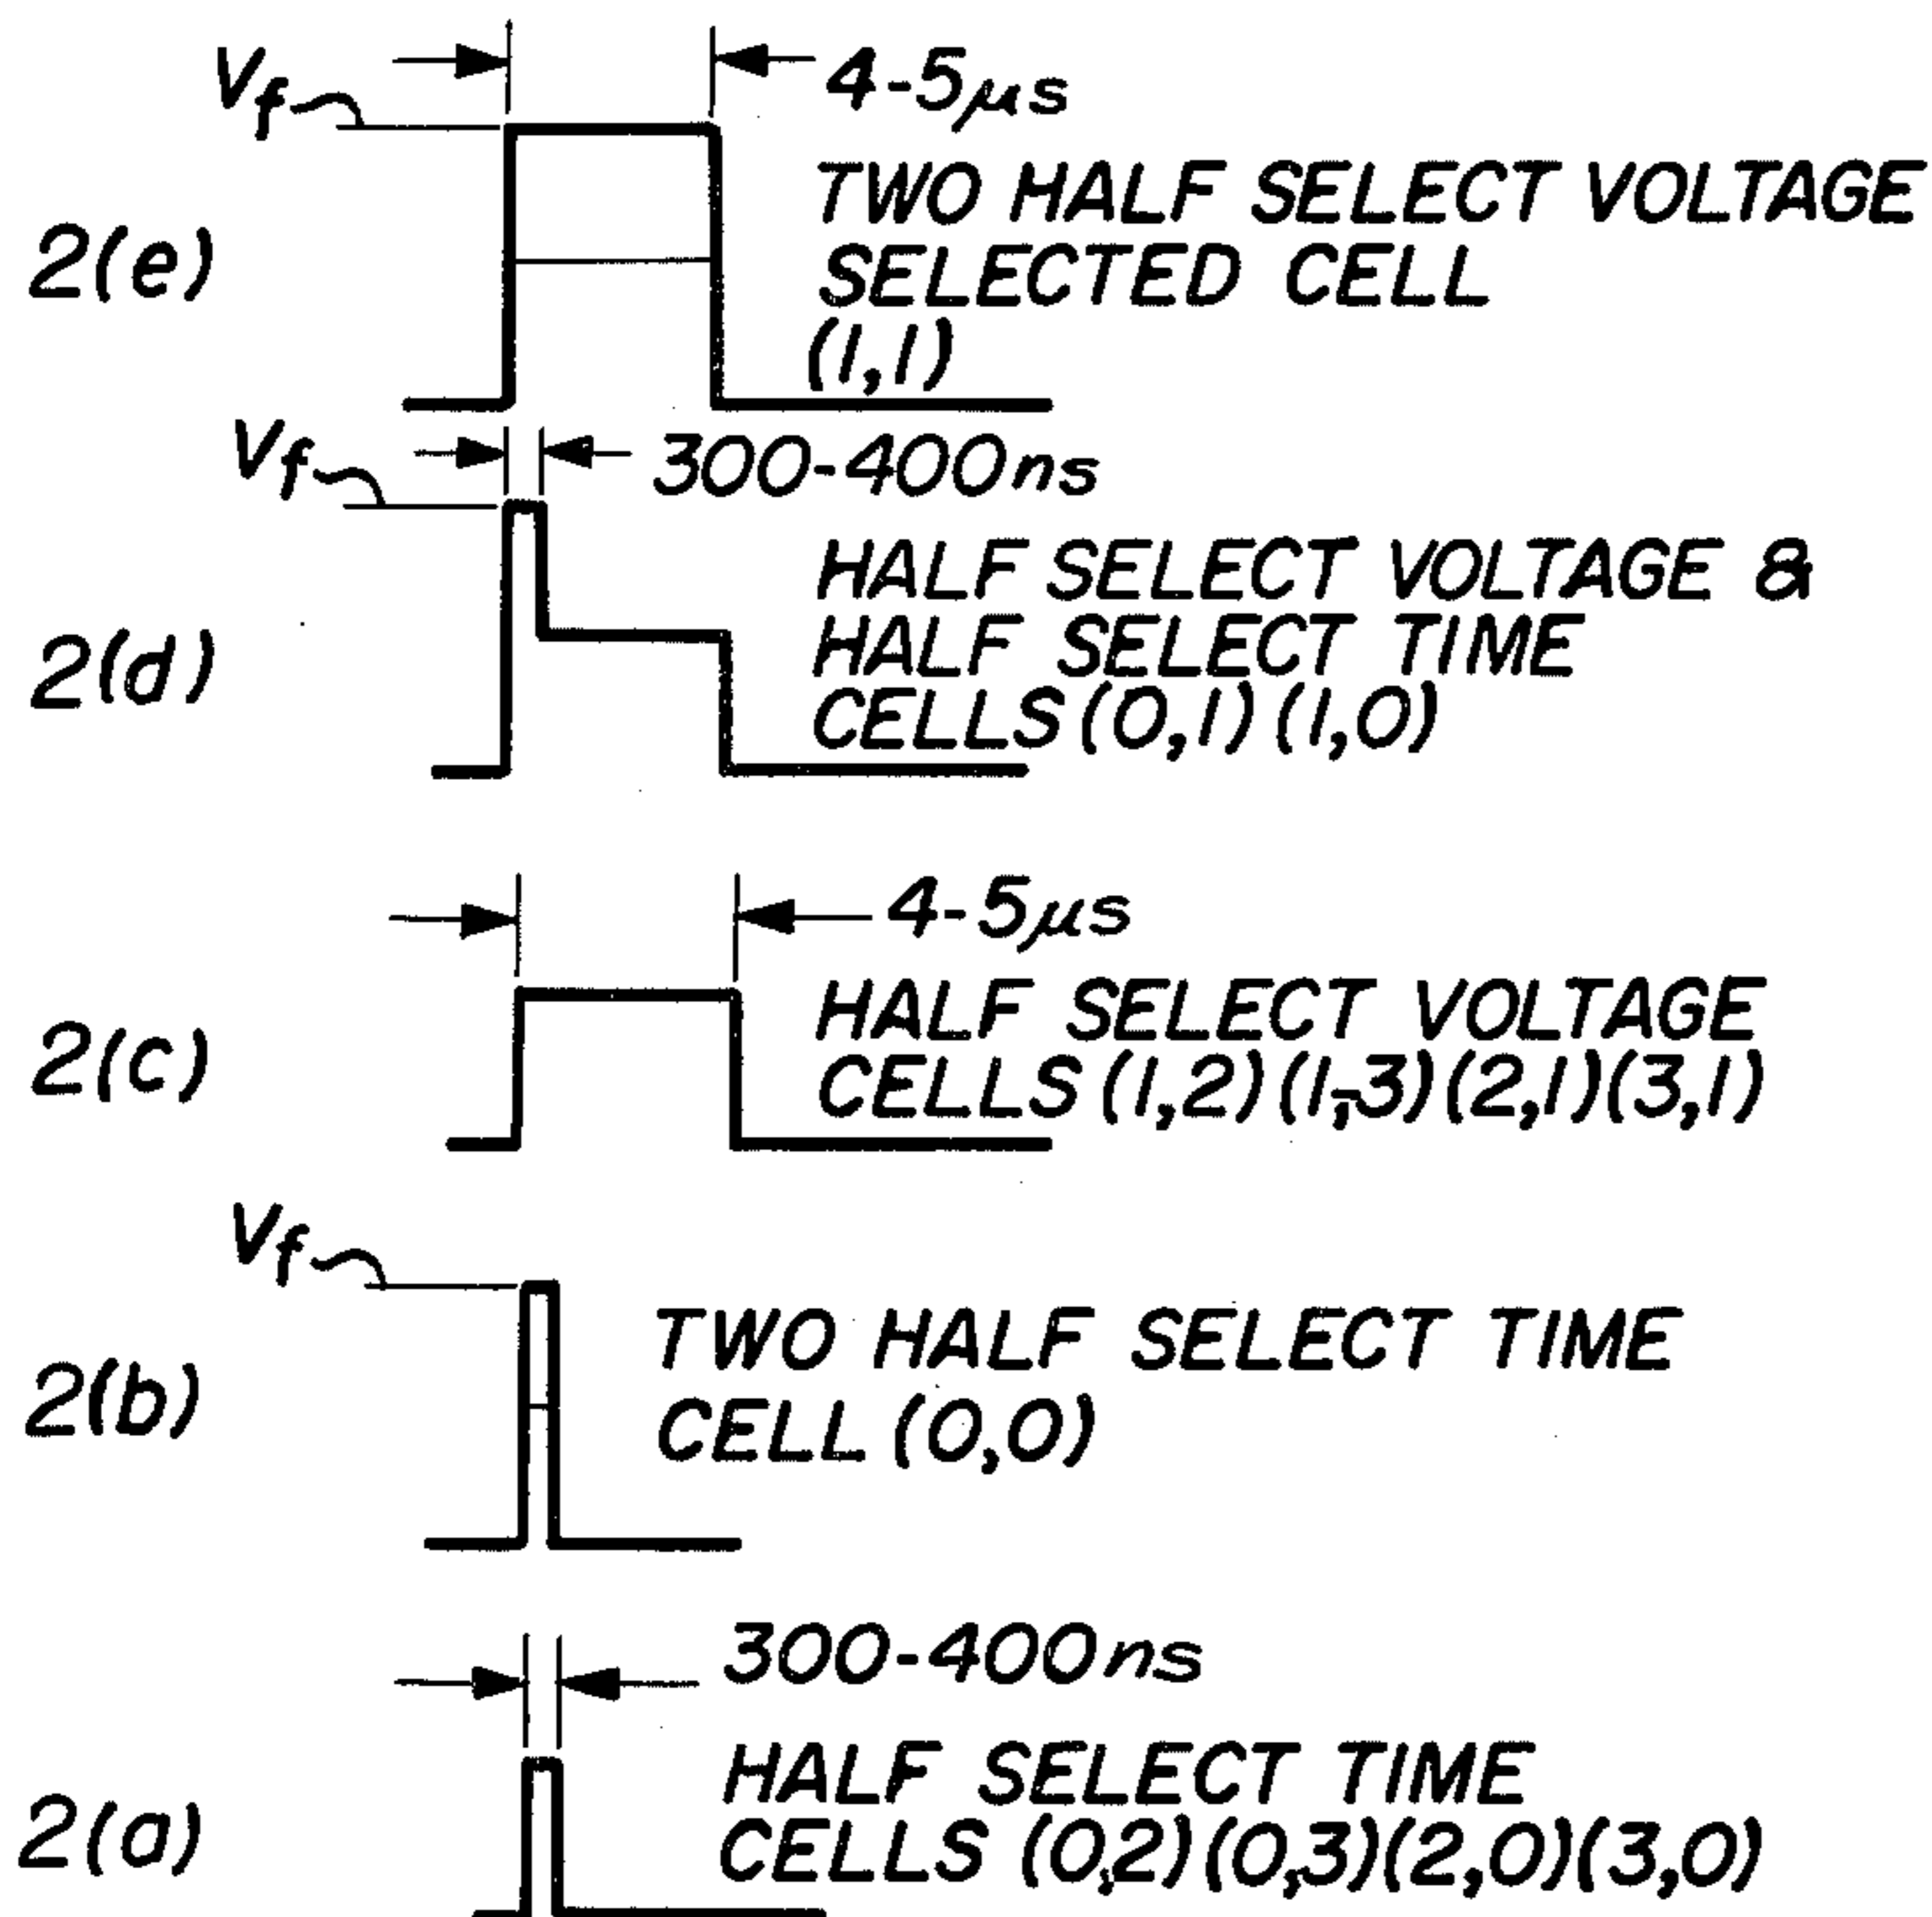 Vf
4-5μs
2(e)
TWO HALF SELECT VOLTAGE
SELECTED CELL
(1,1)
Vf
300-400ns
2(d)
HALF SELECT VOLTAGE &
HALF SELECT TIME
CELLS (0,1) (1,0)
4-5μs
2(c)
HALF SELECT VOLTAGE
CELLS (1,2) (1,3) (2,1) (3,1)
Vf
2(b)
TWO HALF SELECT TIME
CELL (0,0)
300-400ns
2(a)
HALF SELECT TIME
CELLS (0,2) (0,3) (2,0) (3,0)